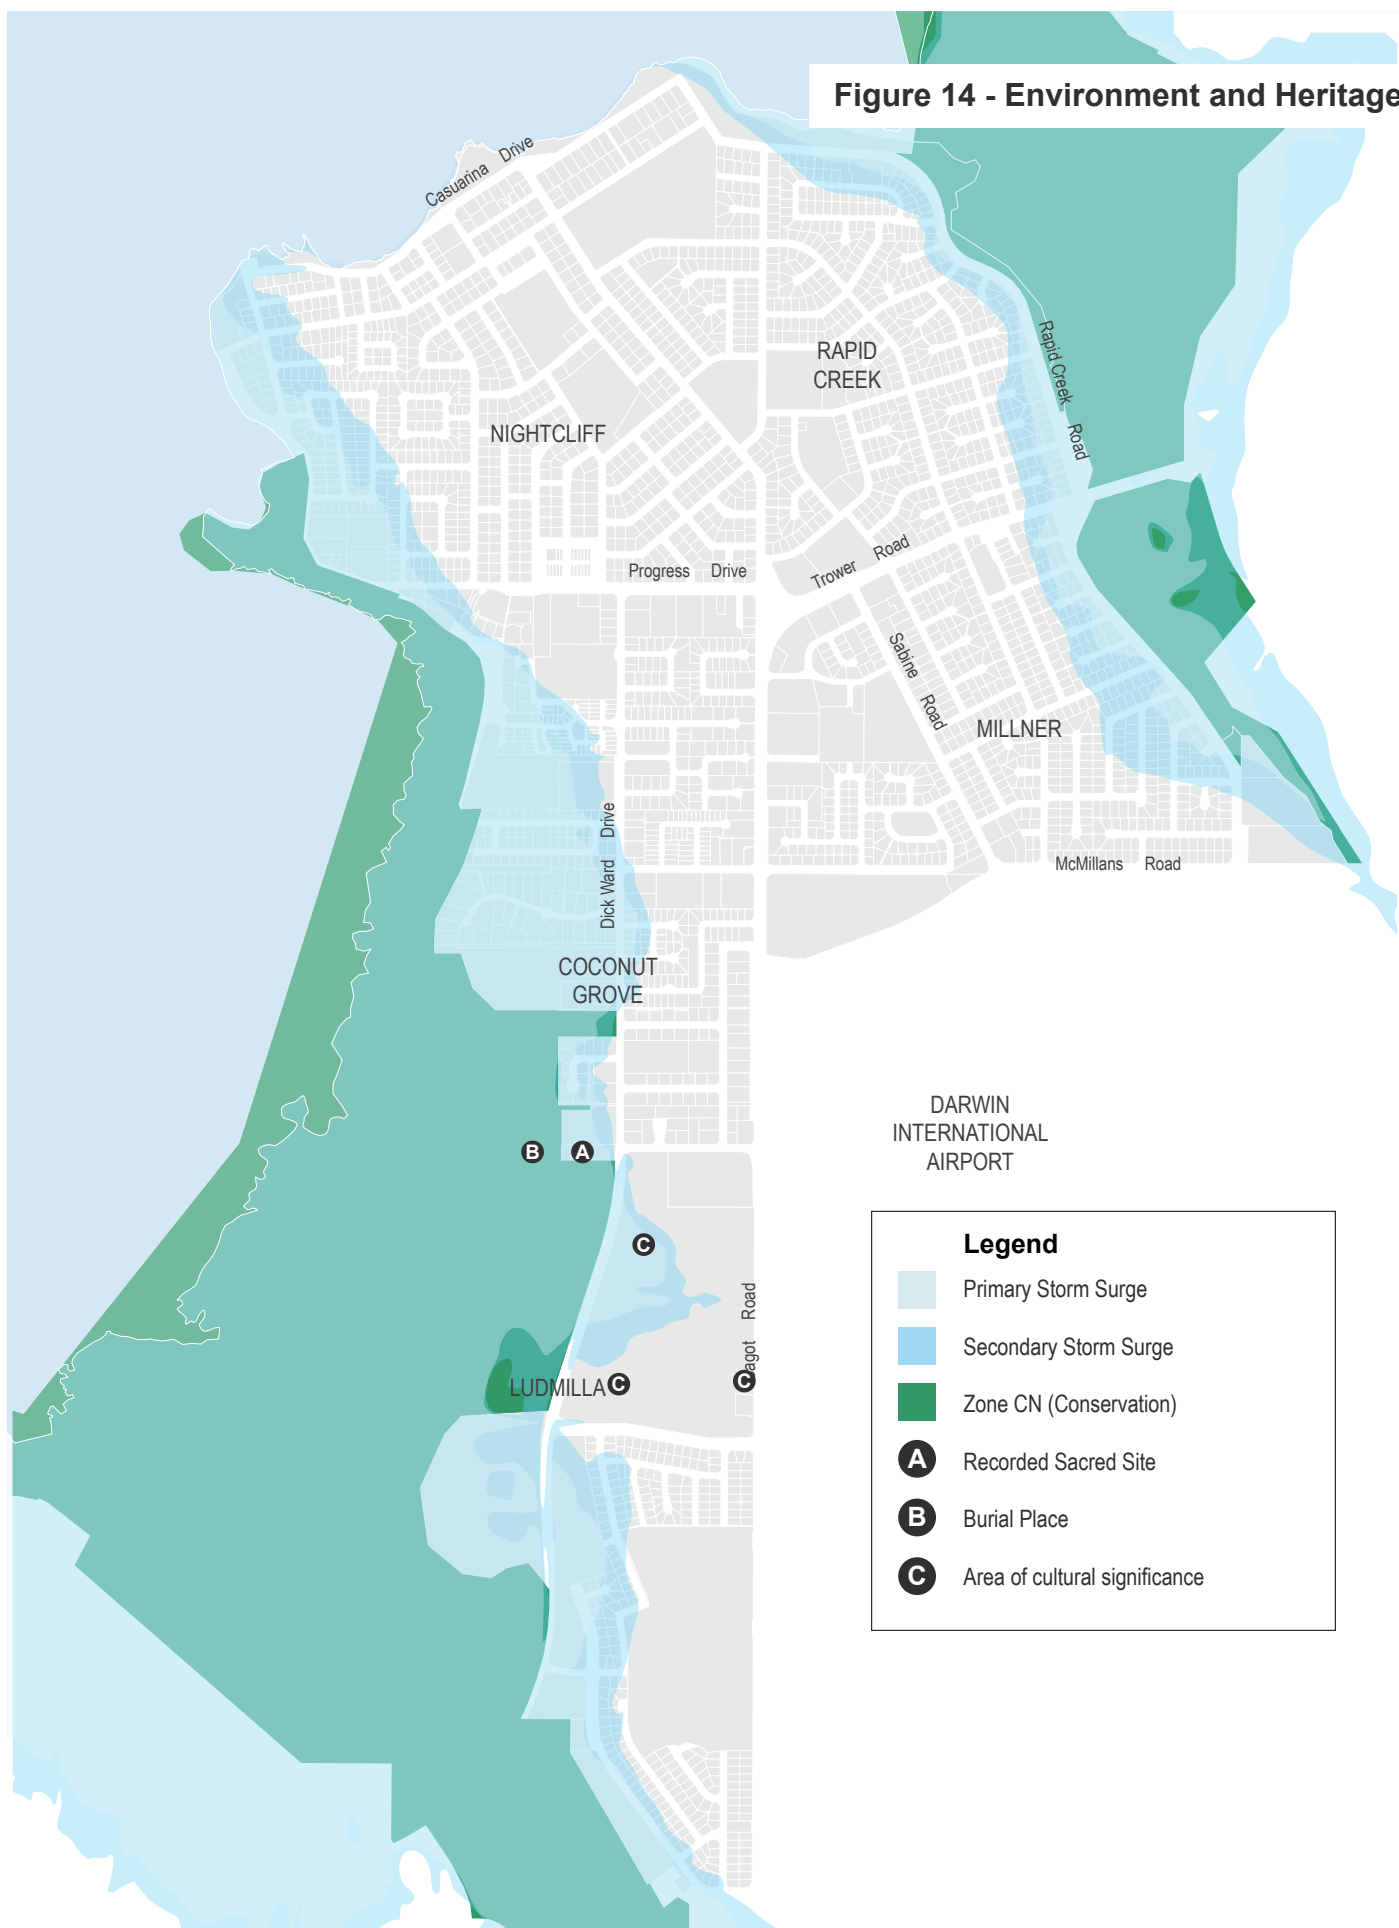 Figure 14 - Environment and Heritage
Casuarina Drive
RAPID
CREEK
Rapid Creek Road
NIGHTCLIFF
Progress Drive
Trower Road
Sabine Road
MILLNER
Dick Ward Drive
McMillans Road
COCONUT
GROVE
DARWIN
INTERNATIONAL
AIRPORT
B
A
C
agot Road
LUDMILLA
C
C
Legend
Primary Storm Surge
Secondary Storm Surge
Zone CN (Conservation)
A Recorded Sacred Site
B Burial Place
C Area of cultural significance